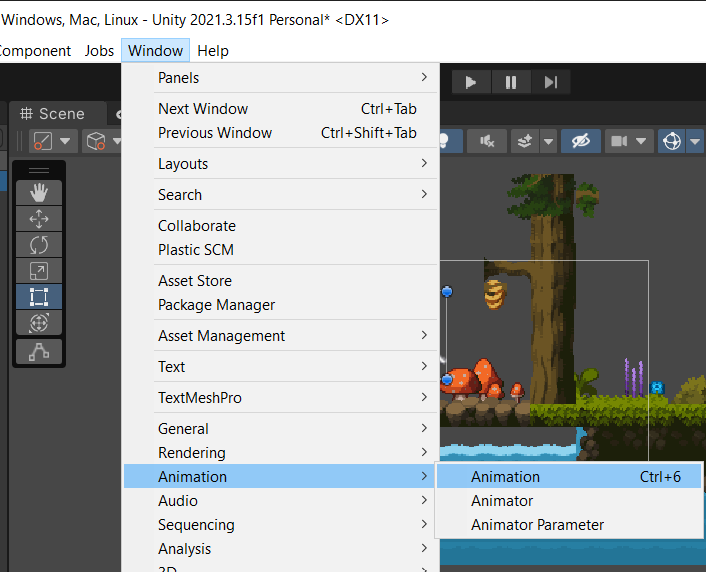 Windows, Mac, Linux - Unity 2021.3.15f1 Personal* <DX11>
Component Jobs Window Help
Panels
Next Window Ctrl+Tab
Previous Window Ctrl+Shift+Tab
# Scene
Layouts
Search
Collaborate
Plastic SCM
Asset Store
Package Manager
Asset Management
Text
TextMeshPro
General
Rendering
Animation
Animation Ctrl+6
Audio
Animator
Sequencing
Animator Parameter
Analysis
2D